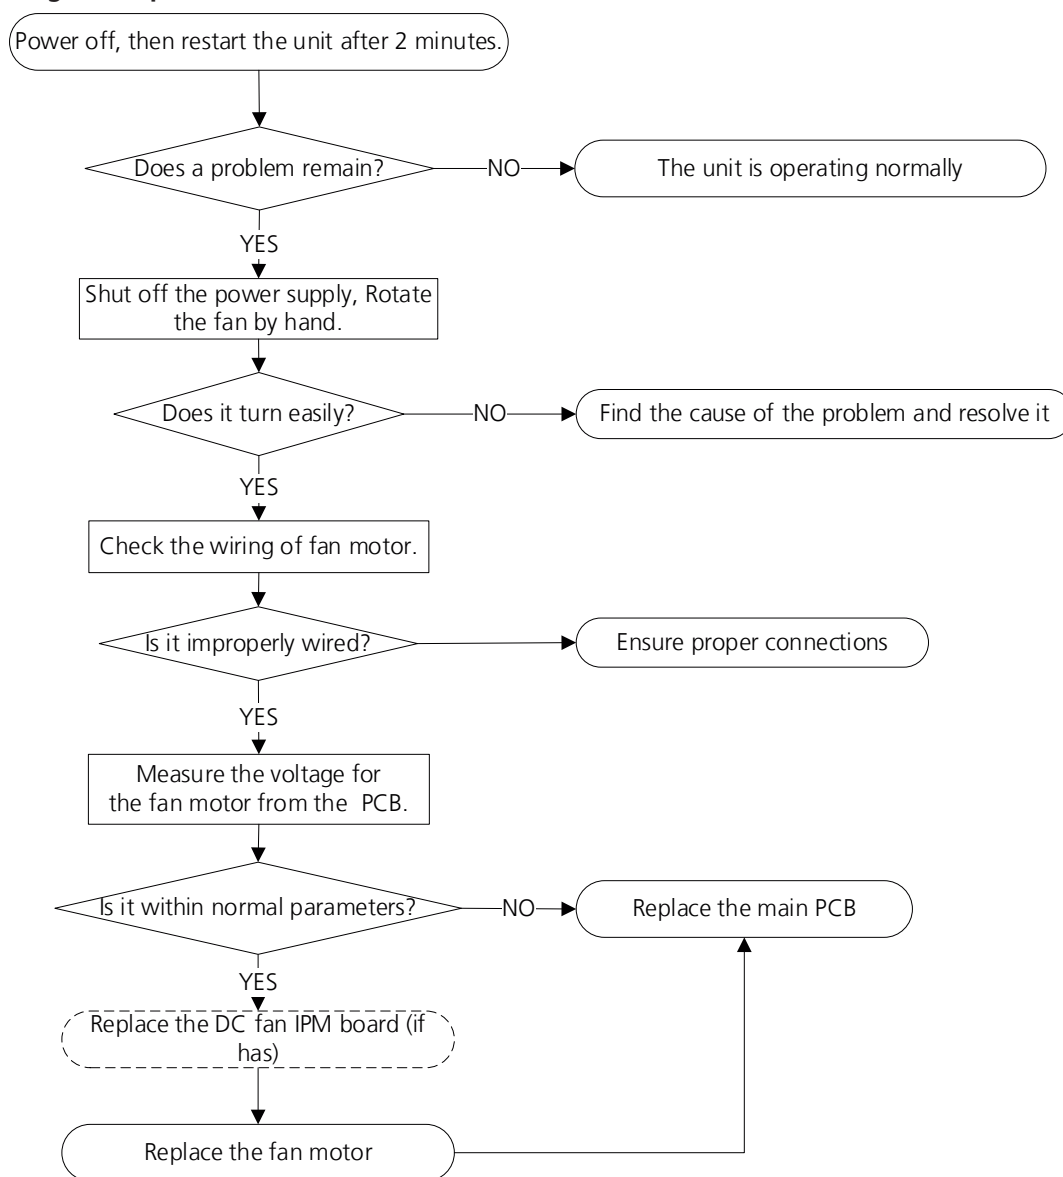 Power off, then restart the unit after 2 minutes.
Does a problem remain?
NO
The unit is operating normally
YES
Shut off the power supply, Rotate
the fan by hand.
Does it turn easily?
NO
Find the cause of the problem and resolve it
YES
Check the wiring of fan motor.
Is it improperly wired?
Ensure proper connections
YES
Measure the voltage for
the fan motor from the PCB.
Is it within normal parameters?
NO
Replace the main PCB
YES
Replace the DC fan IPM board (if
has)
Replace the fan motor